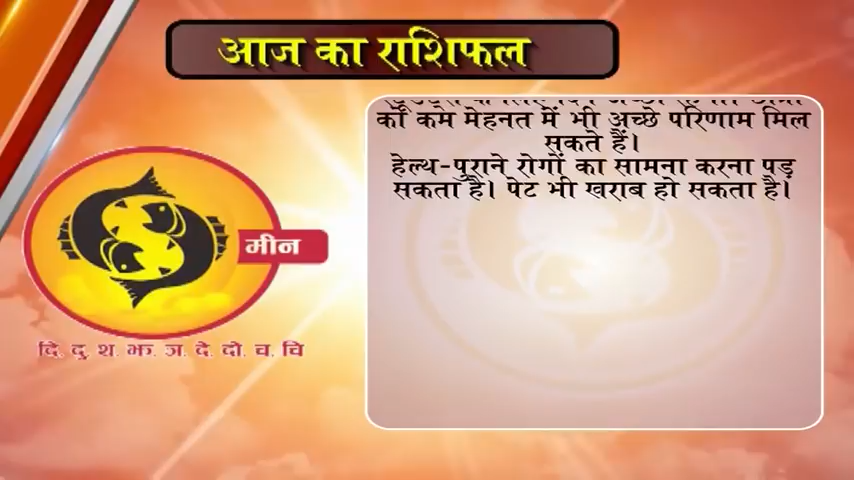 आज का राशिफल
मीन
दि. दु. श. झ. ञ. दे. दो. च. चि
को कम मेहनत में भी अच्छे परिणाम मिल
सकते हैं।
हेल्थ-पुराने रोगों का सामना करना पड़
सकता है। पेट भी खराब हो सकता है।